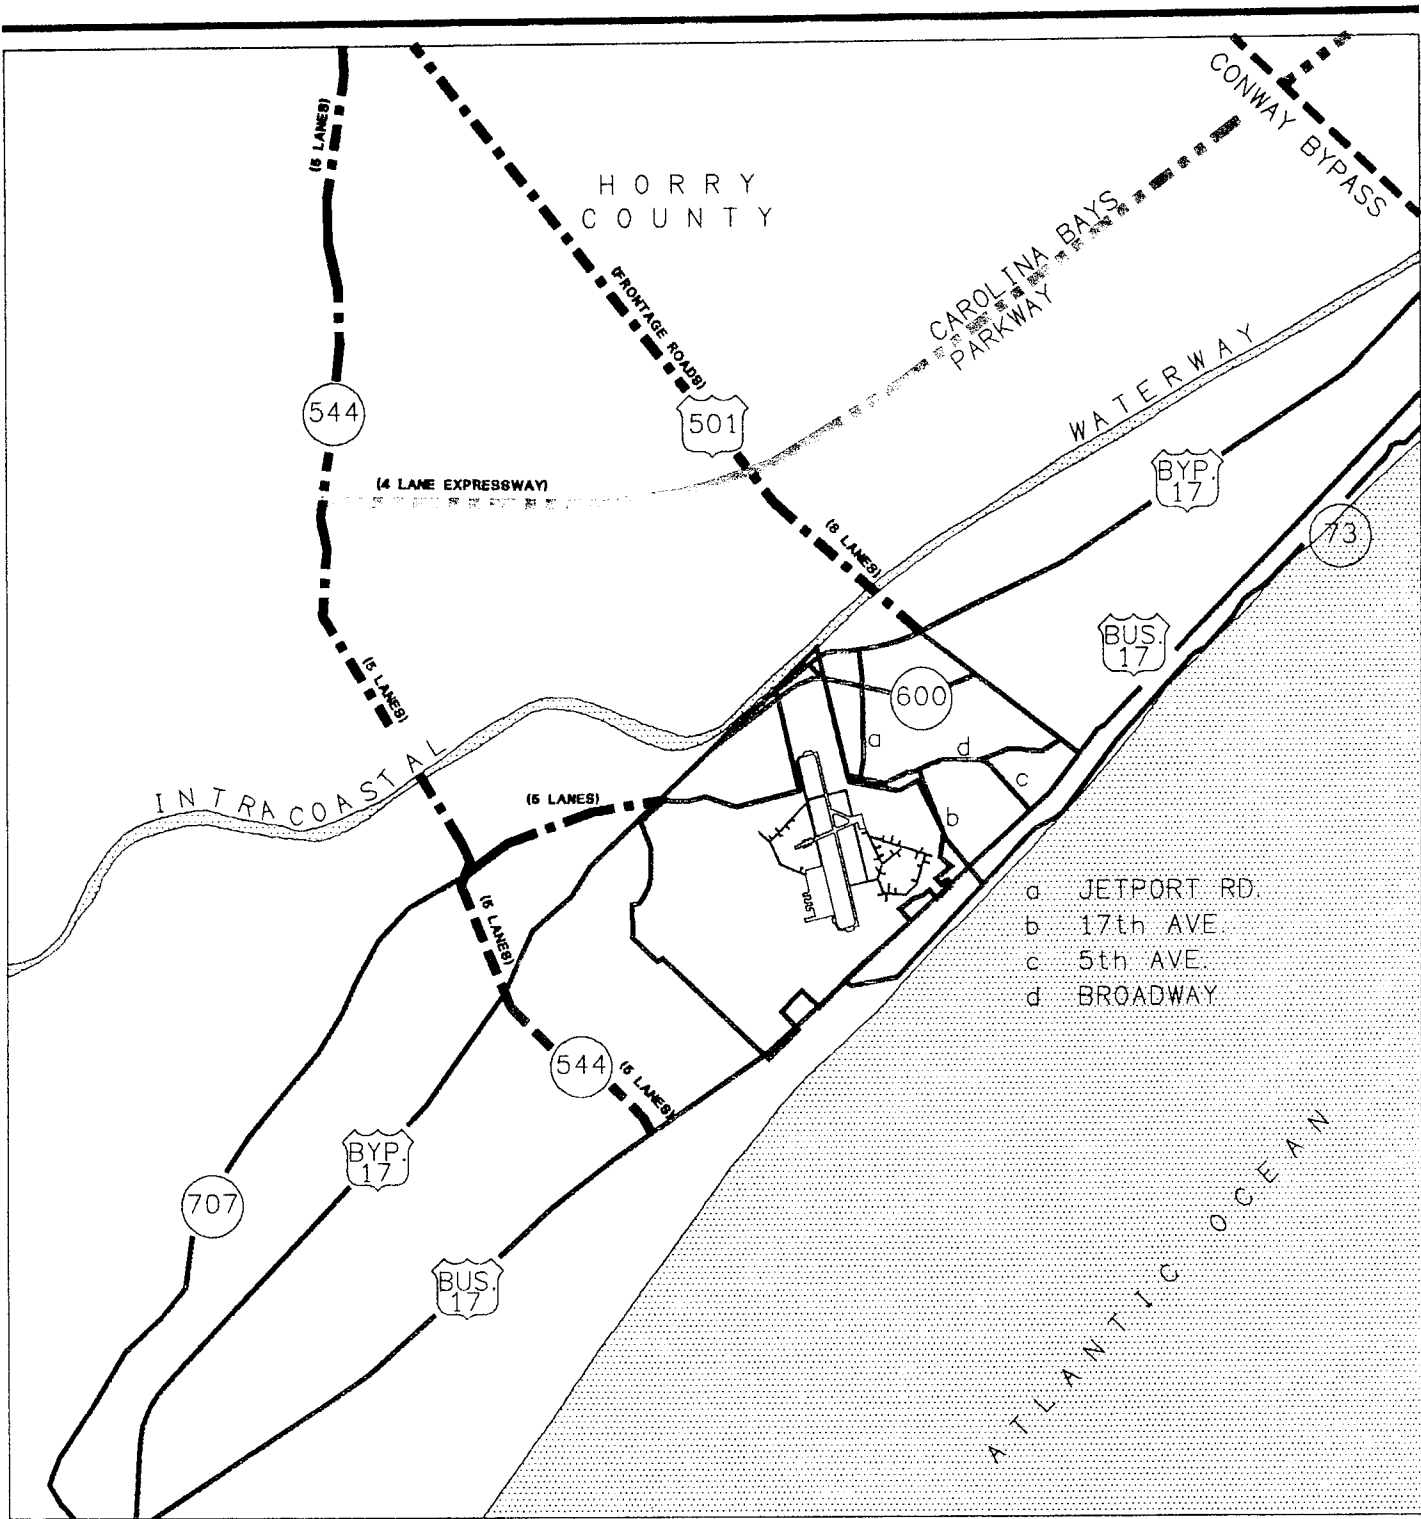 CONWAY BYPASS
(5 LANES)
HORRY
COUNTY
CAROLINA BAYS
PARKWAY
(FRONTAGE ROADS)
544
501
WATERWAY
(4 LANE EXPRESSWAY)
BYP.
17
73
(8 LANES)
BUS.
17
(5 LANES)
600
a
d
INTRACOASTAL
c
(5 LANES)
b
a JETPORT RD.
b 17th AVE.
c 5th AVE.
d BROADWAY
(5 LANES)
544
(5 LANES)
BYP.
17
707
BUS.
17
ATLANTIC OCEAN